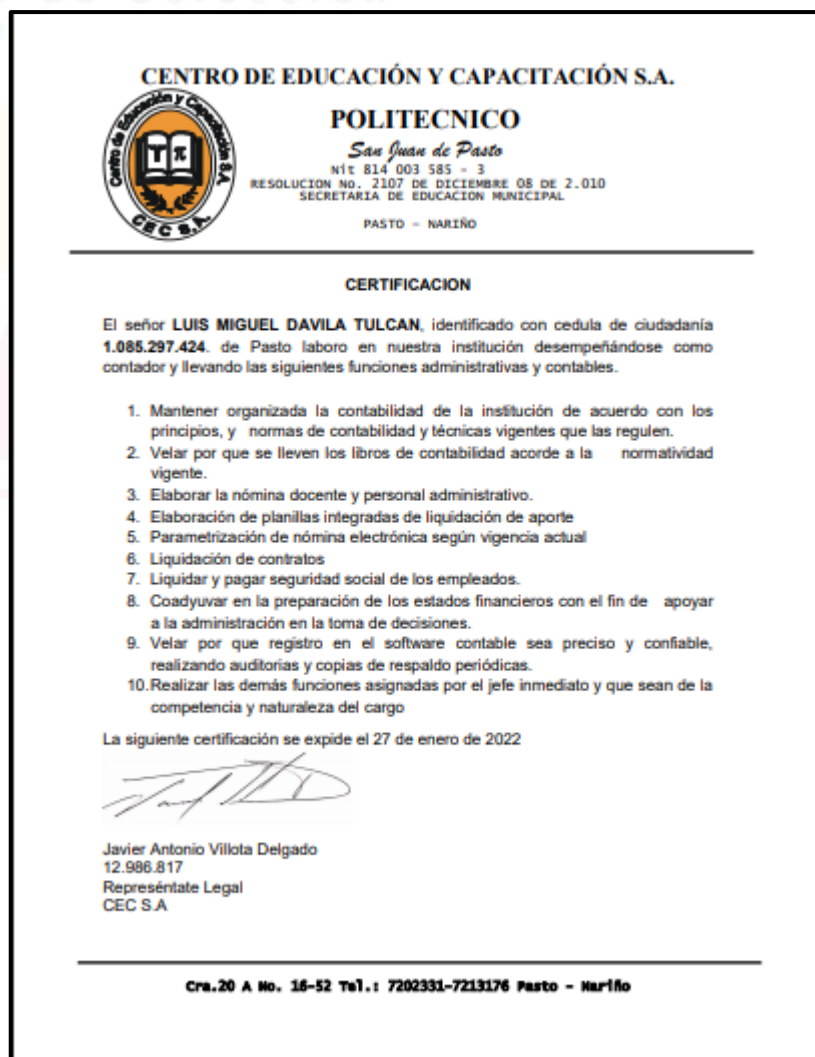 CENTRO DE EDUCACIÓN Y CAPACITACIÓN S.A.
Centro de Educación y Capacitación S.A.
CEC S.A.
POLITECNICO
San Juan de Pasto
Nit 814 003 585 - 3
RESOLUCION No. 2107 DE DICIEMBRE 08 DE 2.010
SECRETARIA DE EDUCACION MUNICIPAL
PASTO - NARIÑO
CERTIFICACION
El señor LUIS MIGUEL DAVILA TULCAN, identificado con cedula de ciudadanía
1.085.297.424. de Pasto laboro en nuestra institución desempeñándose como
contador y llevando las siguientes funciones administrativas y contables.
1. Mantener organizada la contabilidad de la institución de acuerdo con los
principios, y normas de contabilidad y técnicas vigentes que las regulen.
2. Velar por que se lleven los libros de contabilidad acorde a la normatividad
vigente.
3. Elaborar la nómina docente y personal administrativo.
4. Elaboración de planillas integradas de liquidación de aporte
5. Parametrización de nómina electrónica según vigencia actual
6. Liquidación de contratos
7. Liquidar y pagar seguridad social de los empleados.
8. Coadyuvar en la preparación de los estados financieros con el fin de apoyar
a la administración en la toma de decisiones.
9. Velar por que registro en el software contable sea preciso y confiable,
realizando auditorias y copias de respaldo periódicas.
10.Realizar las demás funciones asignadas por el jefe inmediato y que sean de la
competencia y naturaleza del cargo
La siguiente certificación se expide el 27 de enero de 2022
Javier Antonio Villota Delgado
12.986.817
Represéntate Legal
CEC S.A
Cra.20 A No. 16-52 Tel.: 7202331-7213176 Pasto - Nariño